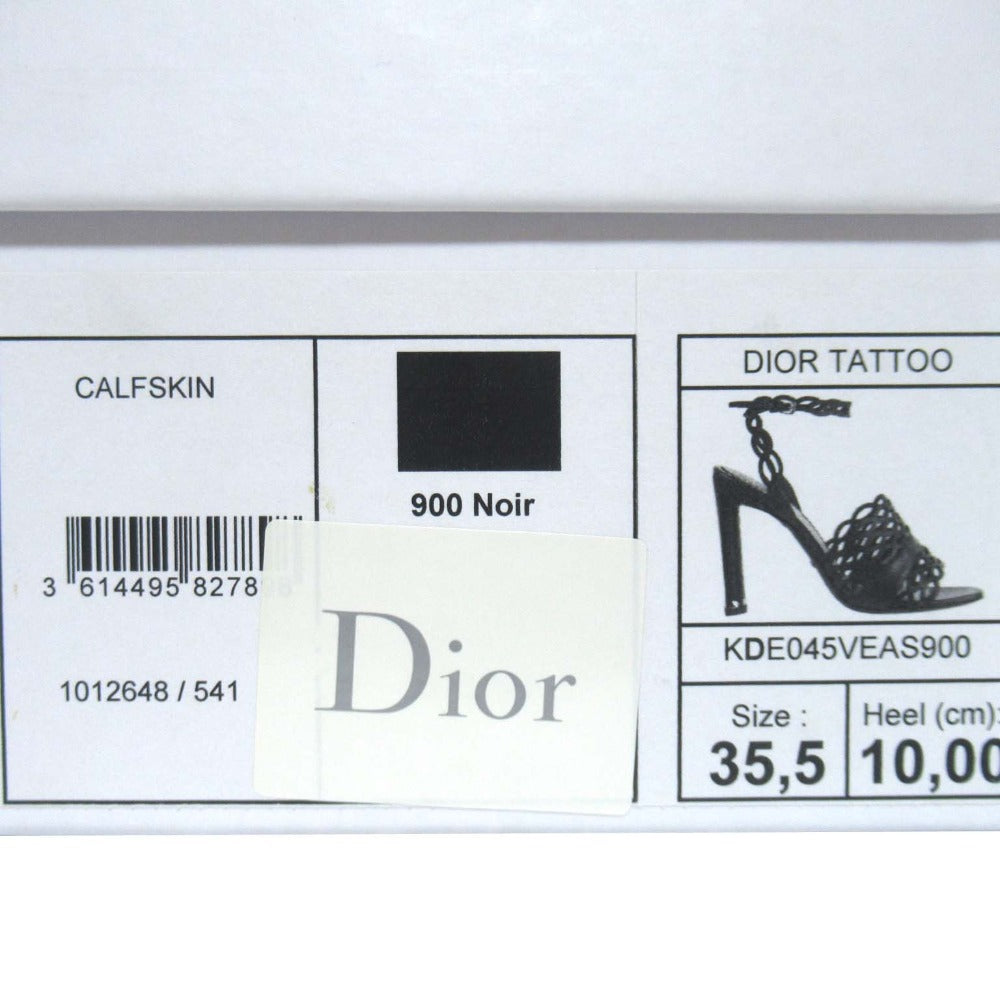 CALFSKIN
900 Noir
3 614495 8278
1012648 / 541
Dior
DIOR TATTOO
KDE045VEAS900
Size :
35,5
Heel (cm):
10,00